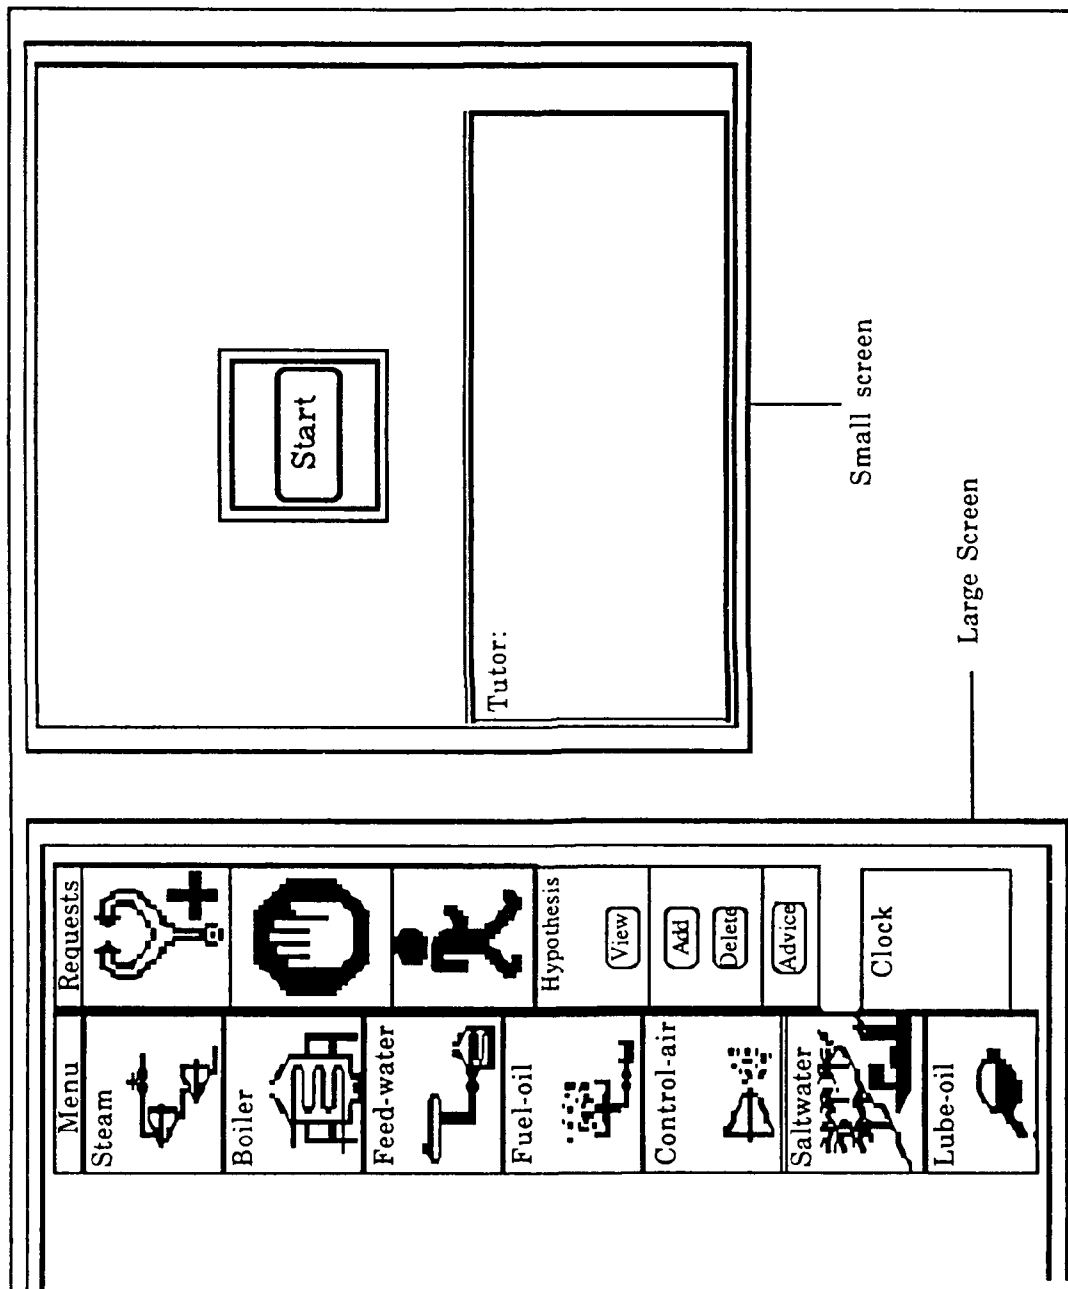 Menu
Steam
Boiler
Feed-water
Fuel-oil
Control-air
Saltwater
Lube-oil
Requests
Hypothesis
View
Add
Delete
Advice
Clock
Large Screen
Start
Tutor:
Small screen